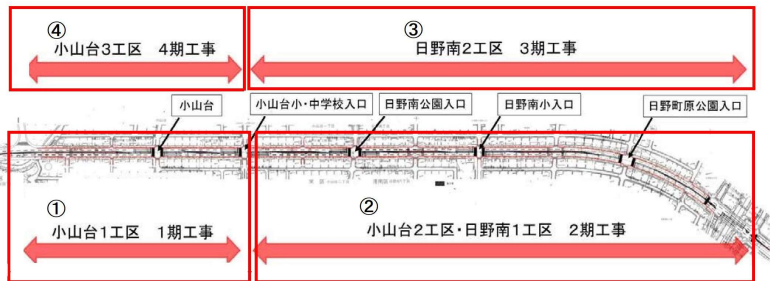 ④
小山台3工区　4期工事
③
日野南2工区　3期工事
小山台
小山台小・中学校入口
日野南公園入口
日野南小入口
日野町原公園入口
①
小山台1工区　1期工事
②
小山台2工区・日野南1工区　2期工事